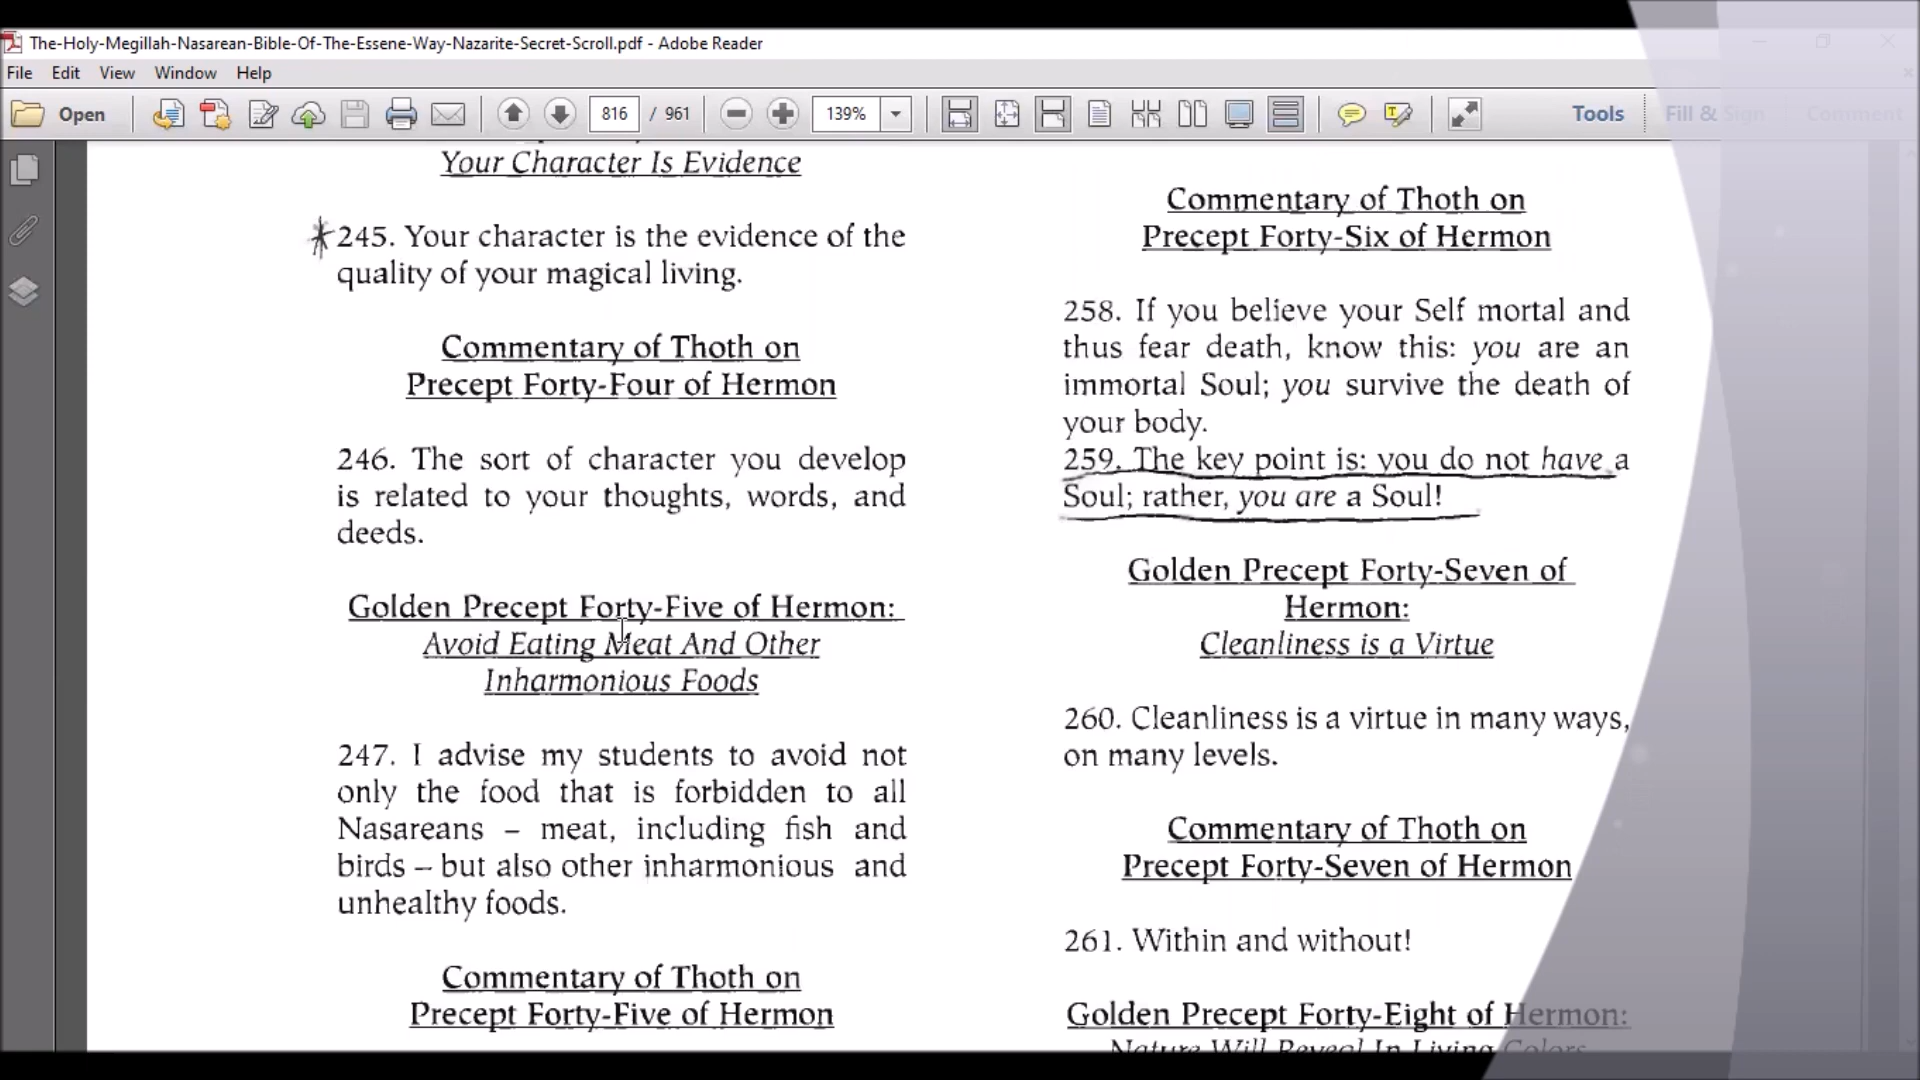 The-Holy-Megillah-Nasarean-Bible-Of-The-Essene-Way-Nazarite-Secret-Scroll.pdf - Adobe Reader
File Edit View Window Help
Open 816 / 961 139% Tools Fill & Sign Comment
Your Character Is Evidence
245. Your character is the evidence of the
quality of your magical living.
Commentary of Thoth on
Precept Forty-Four of Hermon
246. The sort of character you develop
is related to your thoughts, words, and
deeds.
Golden Precept Forty-Five of Hermon:
Avoid Eating Meat And Other
Inharmonious Foods
247. I advise my students to avoid not
only the food that is forbidden to all
Nasareans – meat, including fish and
birds – but also other inharmonious and
unhealthy foods.
Commentary of Thoth on
Precept Forty-Five of Hermon
Commentary of Thoth on
Precept Forty-Six of Hermon
258. If you believe your Self mortal and
thus fear death, know this: you are an
immortal Soul; you survive the death of
your body.
259. The key point is: you do not have a
Soul; rather, you are a Soul!
Golden Precept Forty-Seven of
Hermon:
Cleanliness is a Virtue
260. Cleanliness is a virtue in many ways,
on many levels.
Commentary of Thoth on
Precept Forty-Seven of Hermon
261. Within and without!
Golden Precept Forty-Eight of Hermon:
Nature Will Reveal In Living Colors